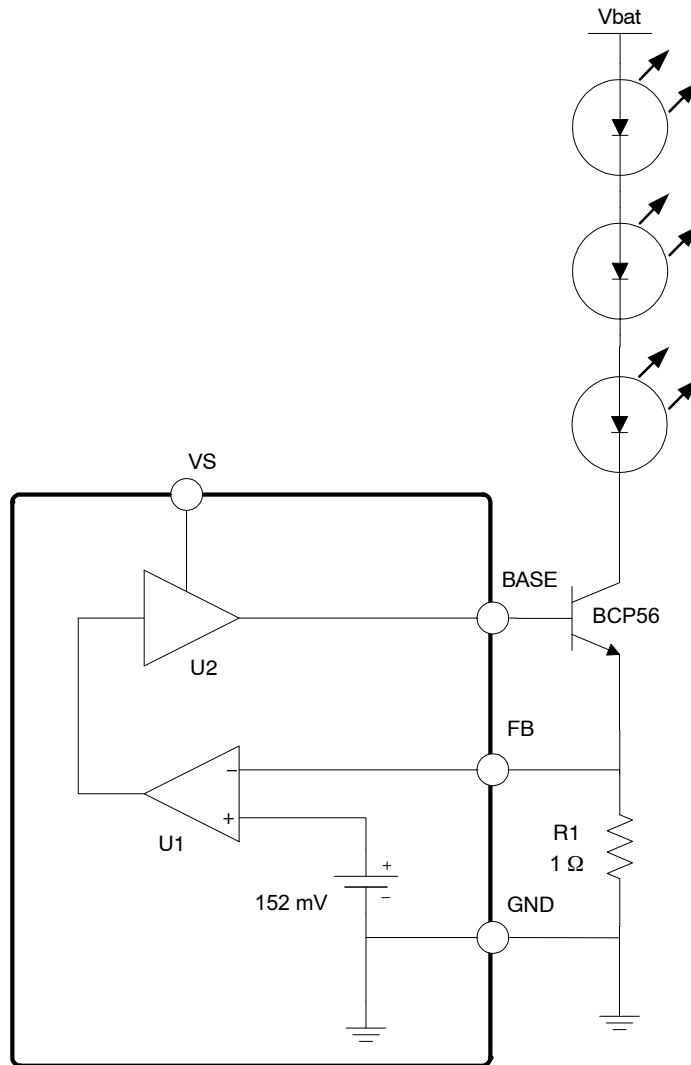 Vbat
VS
BASE
BCP56
U2
FB
−
+
U1
R1
1 Ω
+
−
152 mV
GND